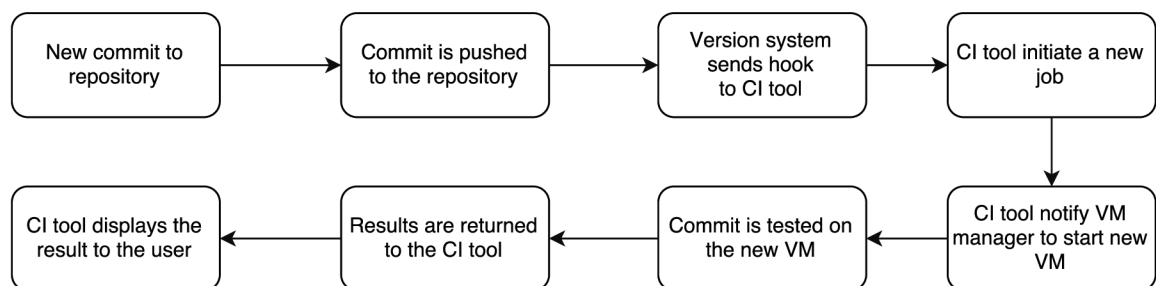 New commit to
repository
Commit is pushed
to the repository
Version system
sends hook
to CI tool
CI tool initiate a new
job
CI tool notify VM
manager to start new
VM
Commit is tested on
the new VM
Results are returned
to the CI tool
CI tool displays the
result to the user